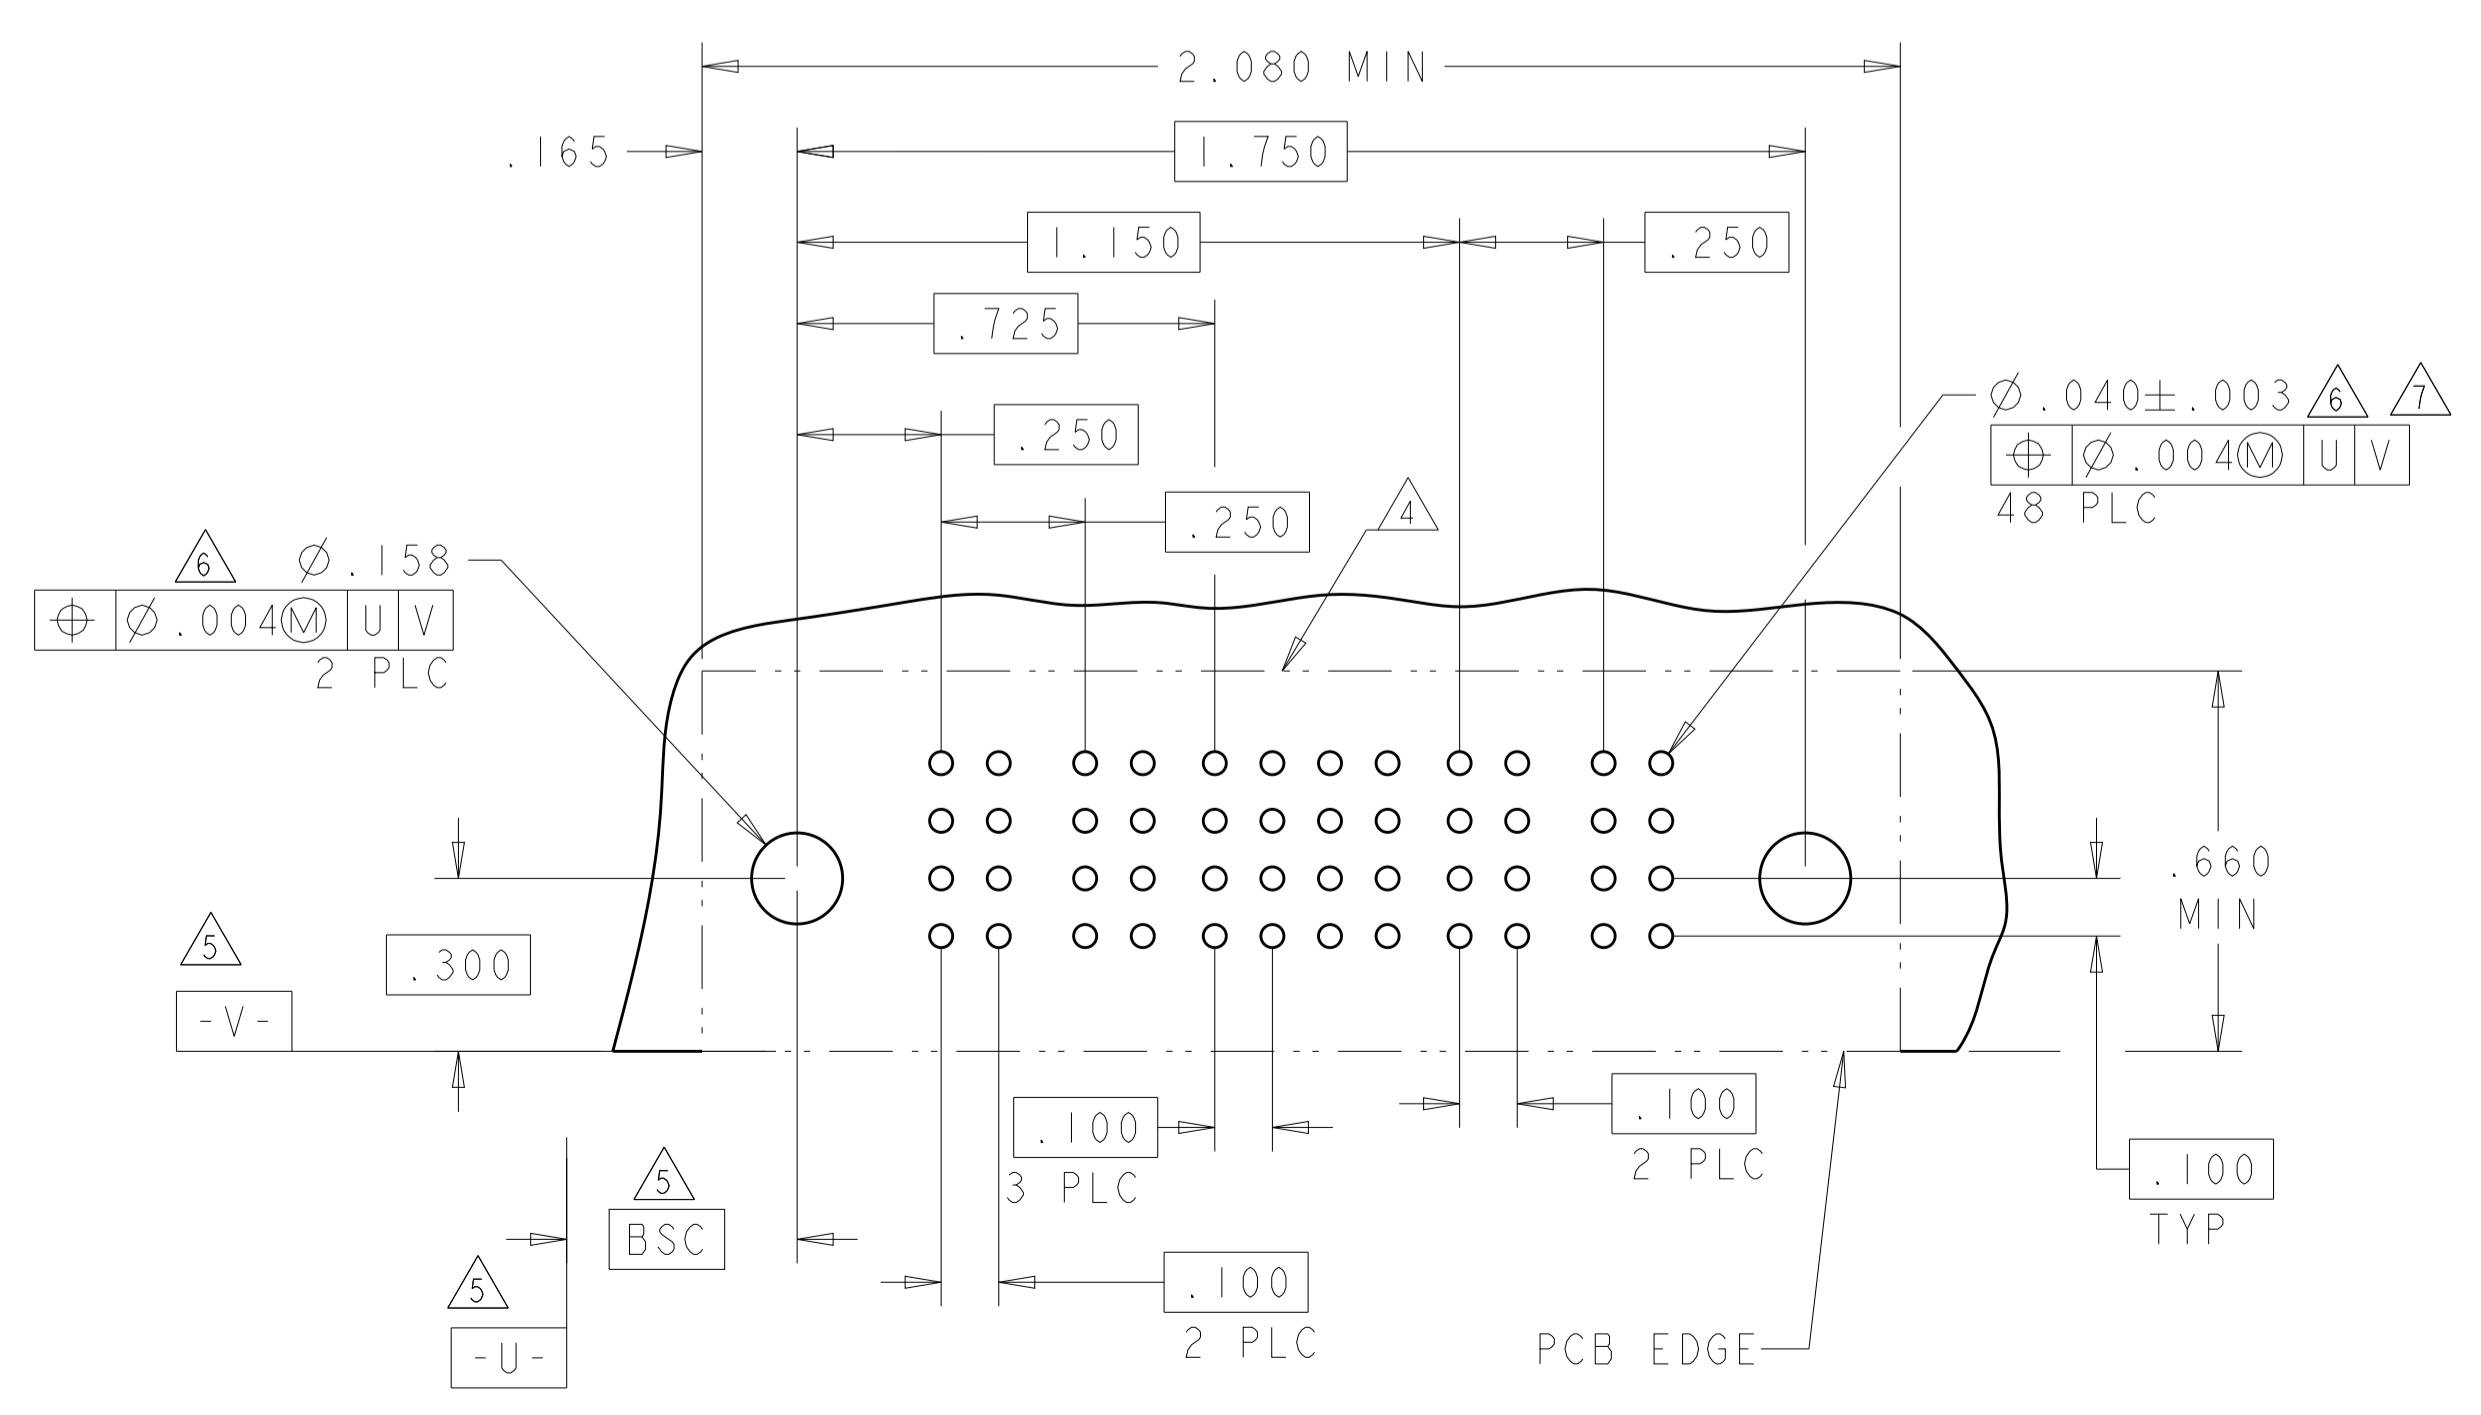 2.080 MIN
.165
1.750
1.150
.250
.725
.250
.250
4
⌀.040±.003 6 7
⌖ ⌀.004Ⓜ U V
48 PLC
6 ⌀.158
⌖ ⌀.004Ⓜ U V
2 PLC
.660
MIN
5
-V-
.300
.100
3 PLC
.100
2 PLC
.100
TYP
5
BSC
5
-U-
.100
2 PLC
PCB EDGE